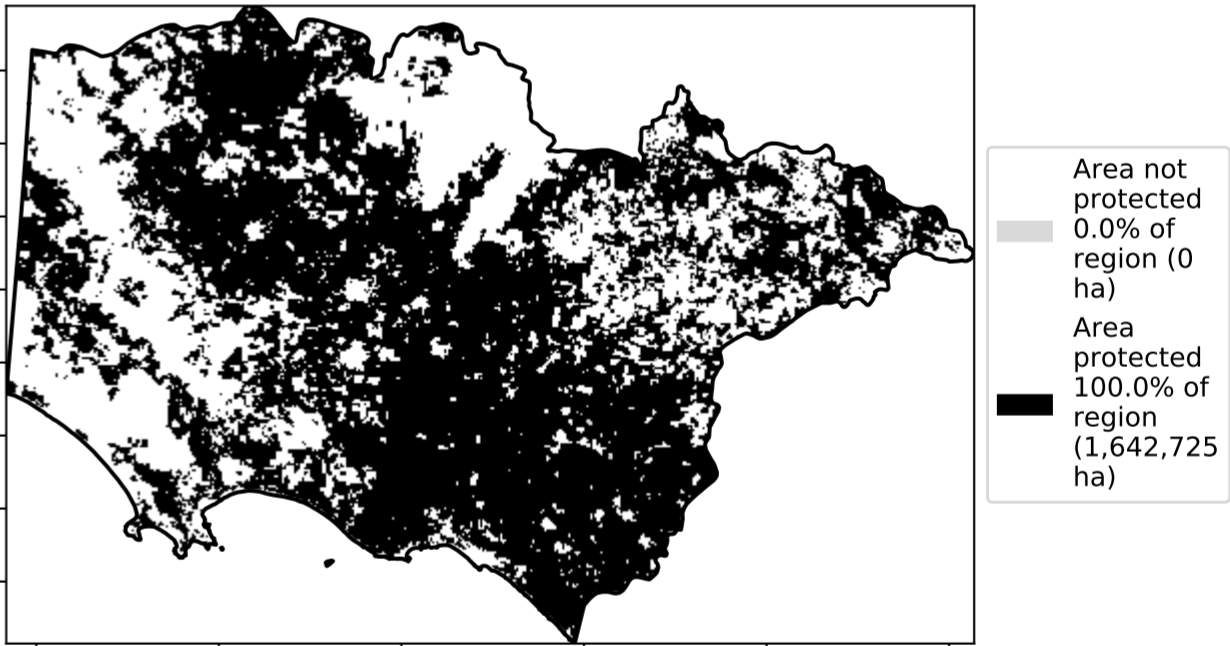 Area not
protected
0.0% of
region (0
ha)
Area
protected
100.0% of
region
(1,642,725
ha)